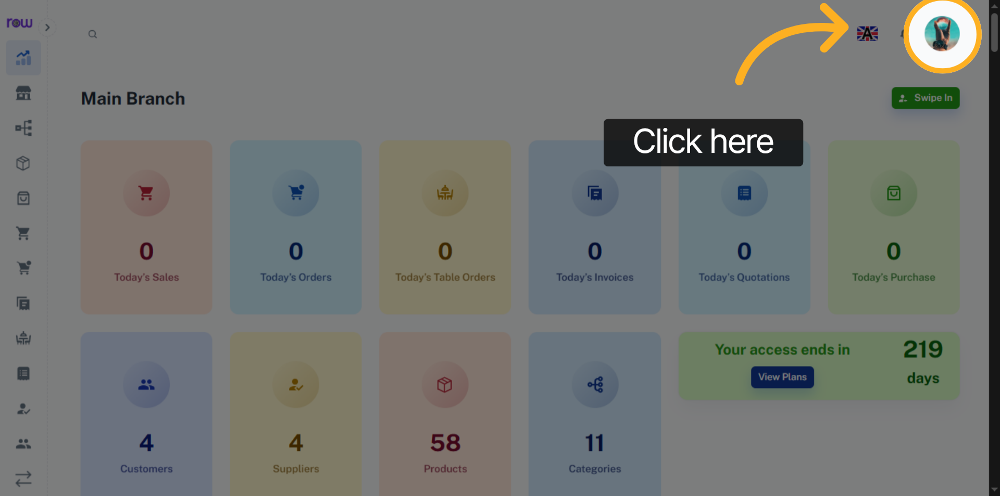 row
A
Main Branch
Swipe In
Click here
0
Today's Sales
0
Today's Orders
0
Today's Table Orders
0
Today's Invoices
0
Today's Quotations
0
Today's Purchase
4
Customers
4
Suppliers
58
Products
11
Categories
Your access ends in
219
days
View Plans